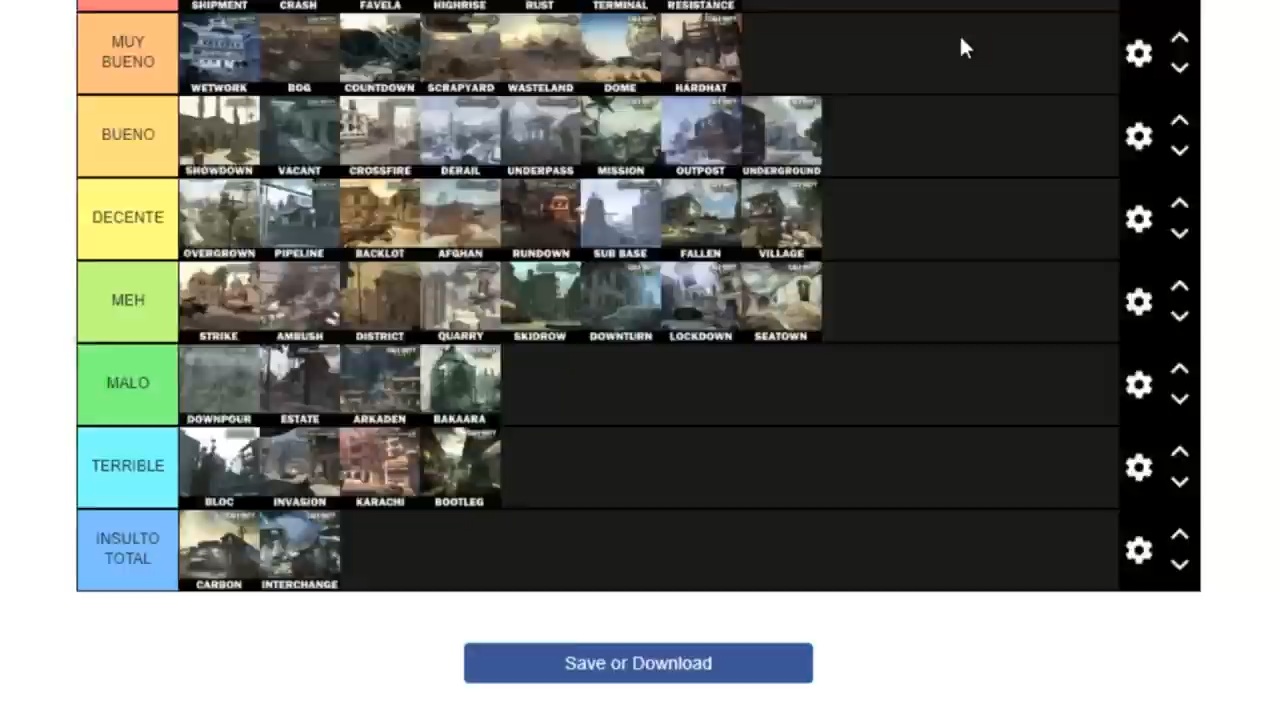 SHIPMENT CRASH FAVELA HIGHRISE RUST TERMINAL RESISTANCE
MUY
BUENO
WETWORK BOG COUNTDOWN SCRAPYARD WASTELAND DOME HARDHAT
BUENO
SHOWDOWN VACANT CROSSFIRE DERAIL UNDERPASS MISSION OUTPOST UNDERGROUND
DECENTE
OVERGROWN PIPELINE BACKLOT AFGHAN RUNDOWN SUB BASE FALLEN VILLAGE
MEH
STRIKE AMBUSH DISTRICT QUARRY SKIDROW DOWNTURN LOCKDOWN SEATOWN
MALO
DOWNPOUR ESTATE ARKADEN BAKAARA
TERRIBLE
BLOC INVASION KARACHI BOOTLEG
INSULTO
TOTAL
CARBON INTERCHANGE
Save or Download